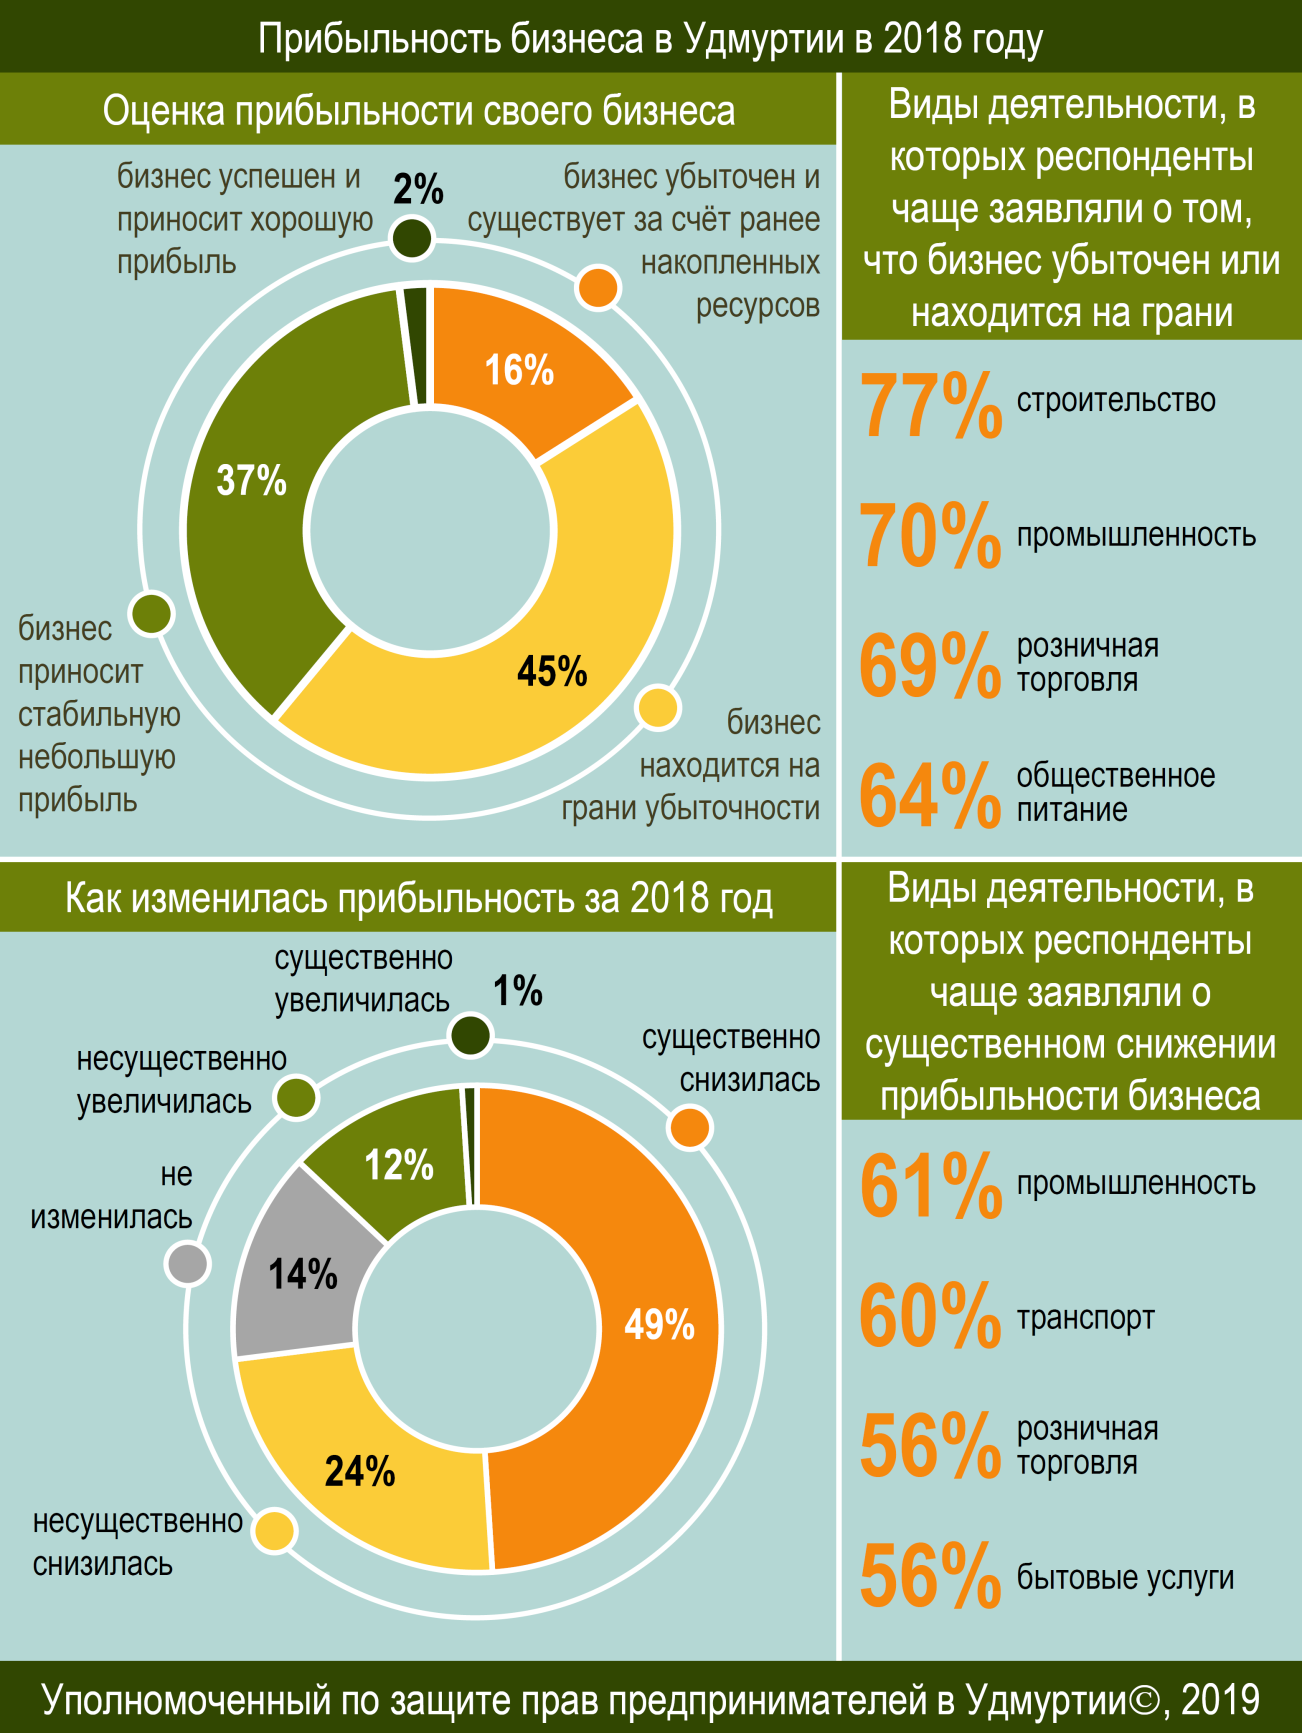 Прибыльность бизнеса в Удмуртии в 2018 году
Оценка прибыльности своего бизнеса
бизнес успешен и
приносит хорошую
прибыль
2%
бизнес убыточен и
существует за счёт ранее
накопленных
ресурсов
16%
37%
45%
бизнес
приносит
стабильную
небольшую
прибыль
бизнес
находится на
грани убыточности
Виды деятельности, в
которых респонденты
чаще заявляли о том,
что бизнес убыточен или
находится на грани
77% строительство
70% промышленность
69% розничная
торговля
64% общественное
питание
Как изменилась прибыльность за 2018 год
существенно
увеличилась
1%
существенно
снизилась
несущественно
увеличилась
не
изменилась
12%
14%
49%
24%
несущественно
снизилась
Виды деятельности, в
которых респонденты
чаще заявляли о
существенном снижении
прибыльности бизнеса
61% промышленность
60% транспорт
56% розничная
торговля
56% бытовые услуги
Уполномоченный по защите прав предпринимателей в Удмуртии©, 2019